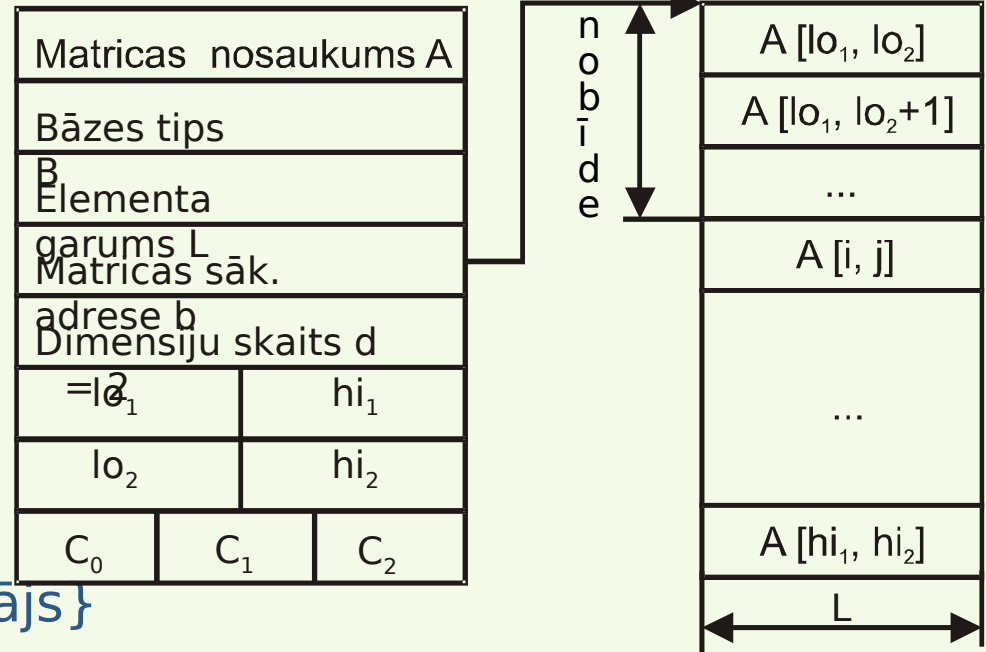 Matricas nosaukums A
Bāzes tips
B
Elementa
garums L
Matricas sāk.
adrese b
Dimensiju skaits d
= 2
lo₁ hi₁
lo₂ hi₂
C₀ C₁ C₂
ājs}
n
o
b
ī
d
e
A [lo₁, lo₂]
A [lo₁, lo₂+1]
...
A [i, j]
...
A [hi₁, hi₂]
L